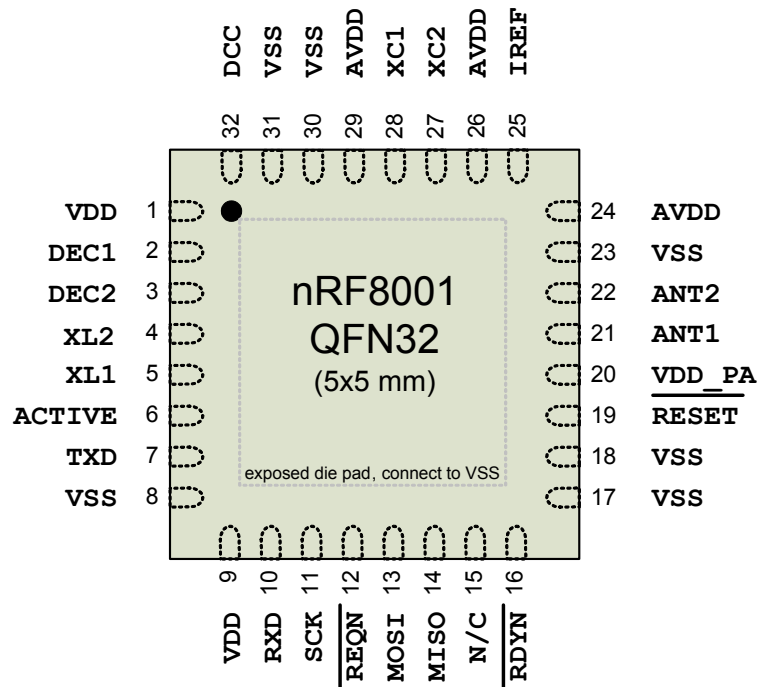 DCC VSS VSS AVDD XC1 XC2 AVDD IREF
32 31 30 29 28 27 26 25
VDD 1
DEC1 2
DEC2 3
XL2 4
XL1 5
ACTIVE 6
TXD 7
VSS 8
nRF8001
QFN32
(5x5 mm)
exposed die pad, connect to VSS
24 AVDD
23 VSS
22 ANT2
21 ANT1
20 VDD_PA
19 RESET
18 VSS
17 VSS
9 10 11 12 13 14 15 16
VDD RXD SCK REQN MOSI MISO N/C RDYN